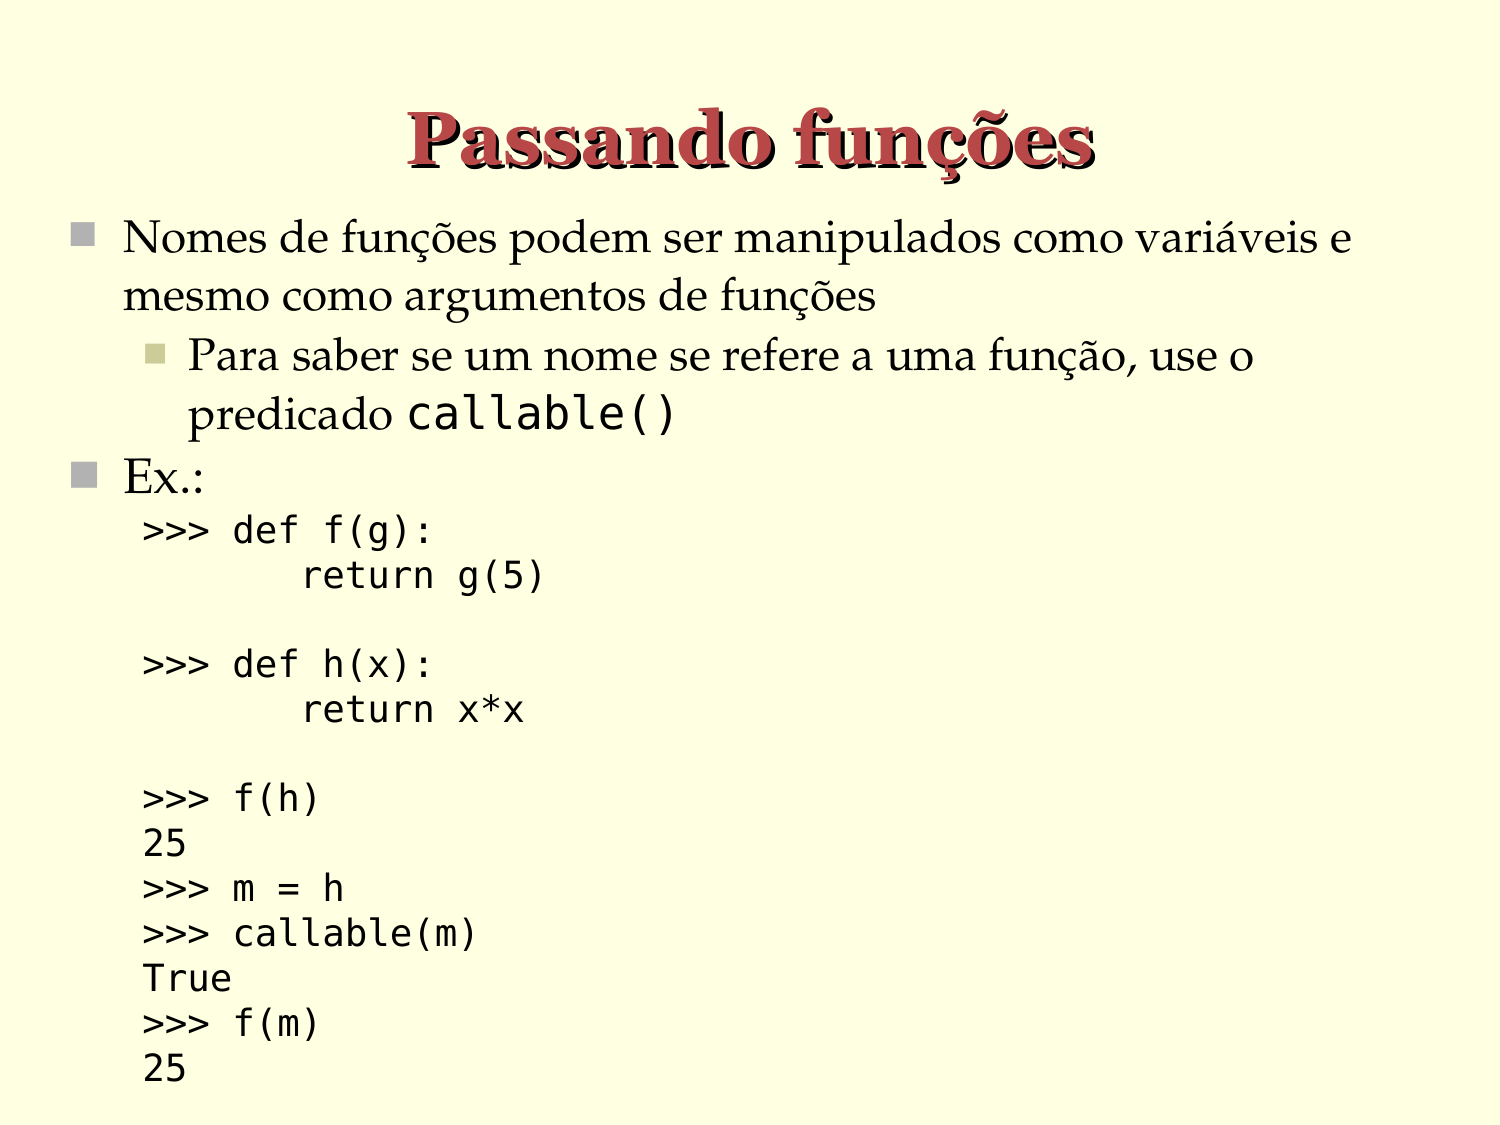 Passando funções
Nomes de funções podem ser manipulados como variáveis e
mesmo como argumentos de funções
Para saber se um nome se refere a uma função, use o
predicado callable()
Ex.:
>>> def f(g):
       return g(5)
>>> def h(x):
       return x*x
>>> f(h)
25
>>> m = h
>>> callable(m)
True
>>> f(m)
25